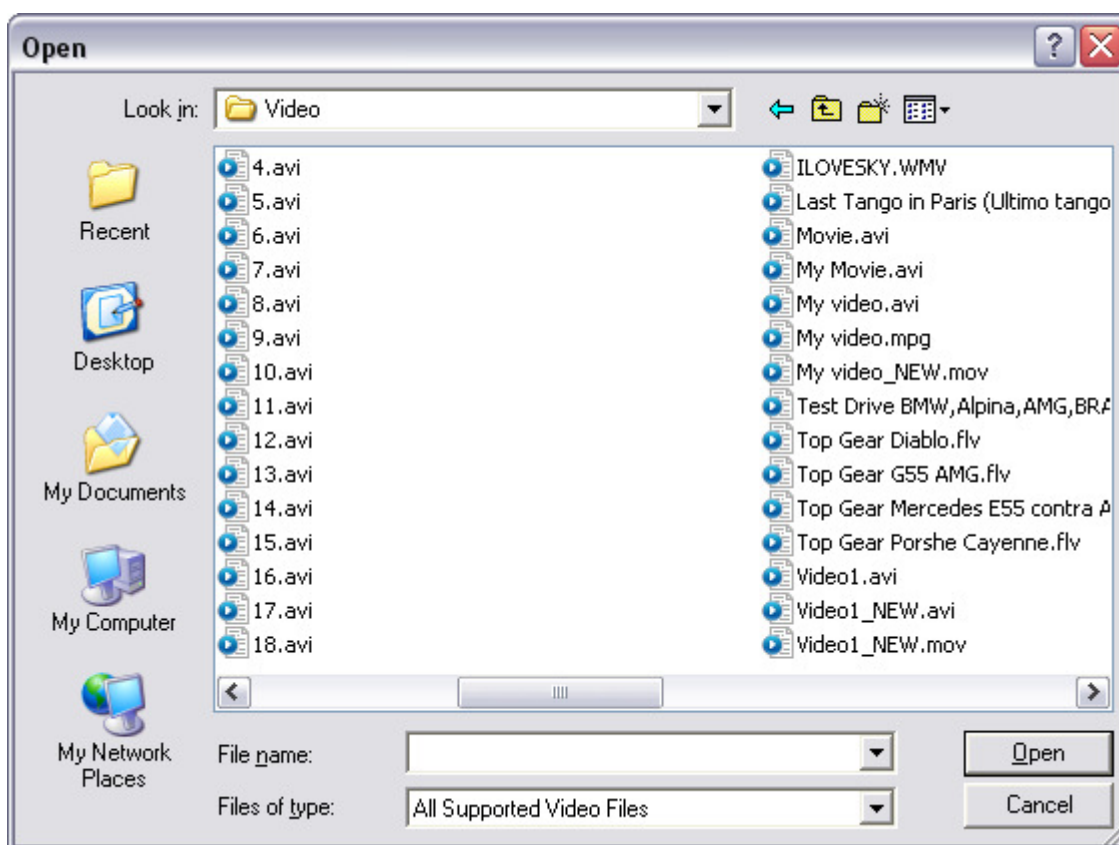 Open
Look in: Video
Recent
Desktop
My Documents
My Computer
My Network
Places
4.avi
5.avi
6.avi
7.avi
8.avi
9.avi
10.avi
11.avi
12.avi
13.avi
14.avi
15.avi
16.avi
17.avi
18.avi
ILOVESKY.WMV
Last Tango in Paris (Ultimo tango
Movie.avi
My Movie.avi
My video.avi
My video.mpg
My video_NEW.mov
Test Drive BMW,Alpina,AMG,BRA
Top Gear Diablo.flv
Top Gear G55 AMG.flv
Top Gear Mercedes E55 contra A
Top Gear Porshe Cayenne.flv
Video1.avi
Video1_NEW.avi
Video1_NEW.mov
File name:
Open
Files of type: All Supported Video Files
Cancel